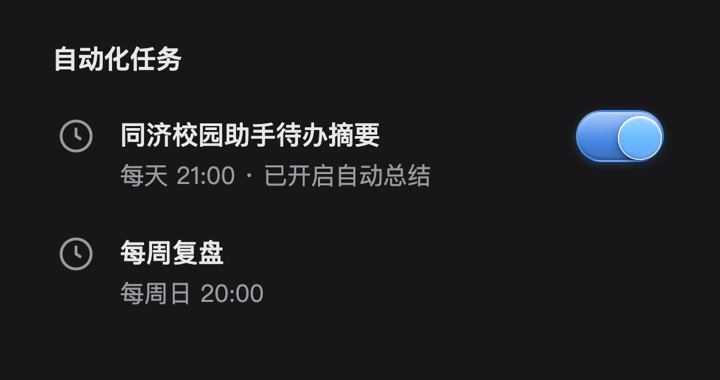 自动化任务
同济校园助手待办摘要
每天 21:00 · 已开启自动总结
每周复盘
每周日 20:00